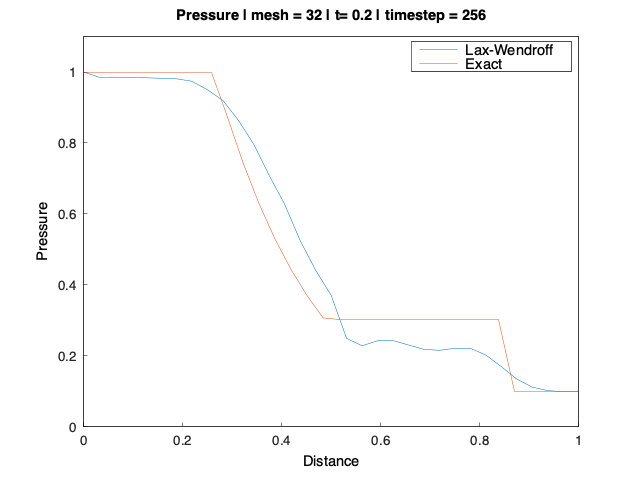 Pressure | mesh = 32 | t= 0.2 | timestep = 256
Lax-Wendroff
Exact
1
0.8
0.6
0.4
0.2
0
Pressure
0 0.2 0.4 0.6 0.8 1
Distance